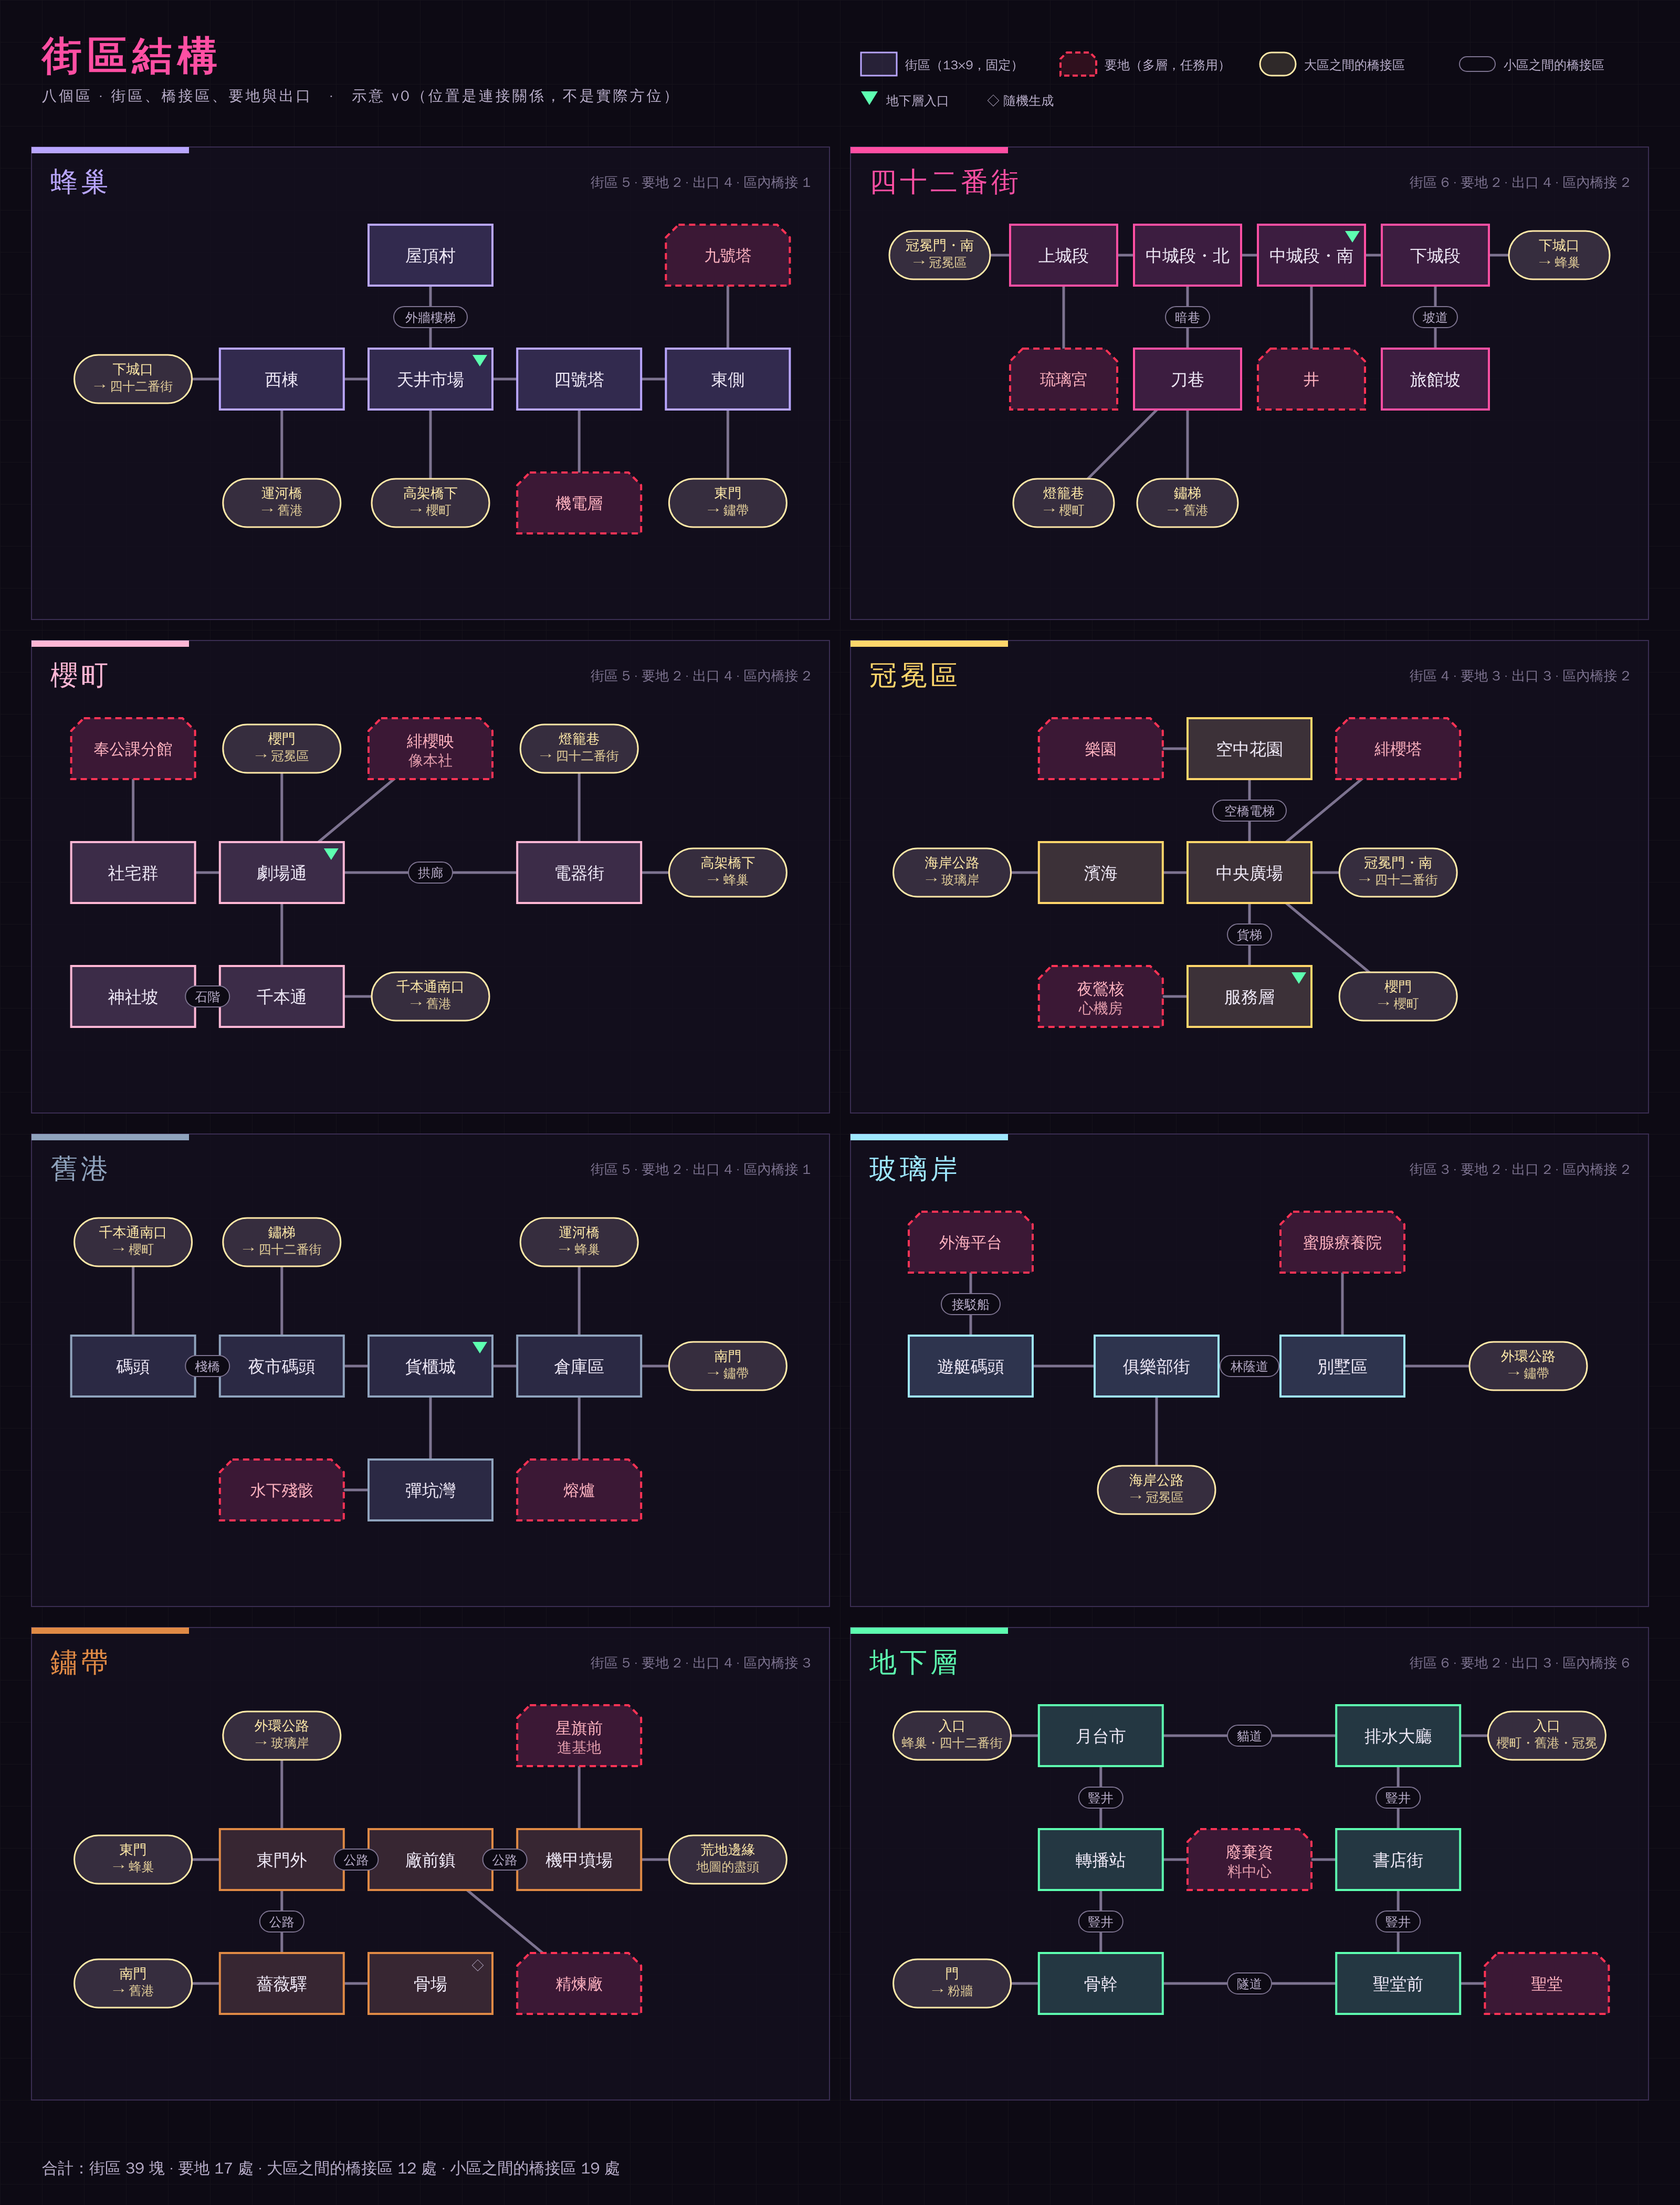 街區結構
八個區 · 街區、橋接區、要地與出口 · 示意 v0（位置是連接關係，不是實際方位）
街區（13×9，固定）
要地（多層，任務用）
大區之間的橋接區
小區之間的橋接區
地下層入口
◇ 隨機生成
蜂巢
街區 5 · 要地 2 · 出口 4 · 區內橋接 1
屋頂村
九號塔
外牆樓梯
下城口
→ 四十二番街
西棟
天井市場
四號塔
東側
運河橋
→ 舊港
高架橋下
→ 櫻町
機電層
東門
→ 鏽帶
四十二番街
街區 6 · 要地 2 · 出口 4 · 區內橋接 2
冠冕門・南
→ 冠冕區
上城段
中城段・北
中城段・南
下城段
下城口
→ 蜂巢
暗巷
坡道
琉璃宮
刀巷
井
旅館坡
燈籠巷
→ 櫻町
鏽梯
→ 舊港
櫻町
街區 5 · 要地 2 · 出口 4 · 區內橋接 2
奉公課分館
櫻門
→ 冠冕區
緋櫻映
像本社
燈籠巷
→ 四十二番街
社宅群
劇場通
拱廊
電器街
高架橋下
→ 蜂巢
神社坡
石階
千本通
千本通南口
→ 舊港
冠冕區
街區 4 · 要地 3 · 出口 3 · 區內橋接 2
樂園
空中花園
緋櫻塔
空橋電梯
海岸公路
→ 玻璃岸
濱海
中央廣場
冠冕門・南
→ 四十二番街
貨梯
夜鶯核
心機房
服務層
櫻門
→ 櫻町
舊港
街區 5 · 要地 2 · 出口 4 · 區內橋接 1
千本通南口
→ 櫻町
鏽梯
→ 四十二番街
運河橋
→ 蜂巢
碼頭
棧橋
夜市碼頭
貨櫃城
倉庫區
南門
→ 鏽帶
水下殘骸
彈坑灣
熔爐
玻璃岸
街區 3 · 要地 2 · 出口 2 · 區內橋接 2
外海平台
蜜腺療養院
接駁船
遊艇碼頭
俱樂部街
林蔭道
別墅區
外環公路
→ 鏽帶
海岸公路
→ 冠冕區
鏽帶
街區 5 · 要地 2 · 出口 4 · 區內橋接 3
外環公路
→ 玻璃岸
星旗前
進基地
東門
→ 蜂巢
東門外
公路
廠前鎮
公路
機甲墳場
荒地邊緣
地圖的盡頭
公路
南門
→ 舊港
薔薇驛
骨場
◇
精煉廠
地下層
街區 6 · 要地 2 · 出口 3 · 區內橋接 6
入口
蜂巢・四十二番街
月台市
貓道
排水大廳
入口
櫻町・舊港・冠冕
豎井
豎井
轉播站
廢棄資
料中心
書店街
豎井
豎井
門
→ 粉牆
骨幹
隧道
聖堂前
聖堂
合計：街區 39 塊 · 要地 17 處 · 大區之間的橋接區 12 處 · 小區之間的橋接區 19 處